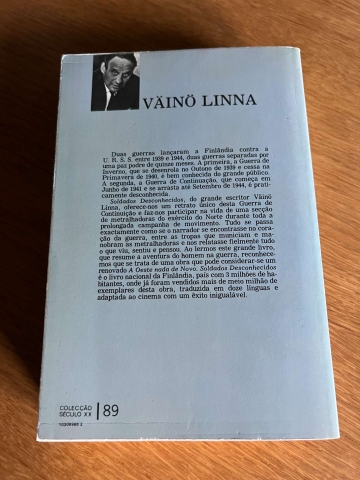 VÄINÖ LINNA
Duas guerras lançaram a Finlândia contra a
U. R. S. S. entre 1939 e 1944, duas guerras separadas por
uma paz podre de quinze meses. A primeira, a Guerra de
Inverno, que se desenrola no Outono de 1939 e cessa na
Primavera de 1940, é bem conhecida do grande público.
A segunda, a Guerra de Continuação, que começa em
Junho de 1941 e se arrasta até Setembro de 1944, é prati-
camente desconhecida.
Soldados Desconhecidos, do grande escritor Väinö
Linna, oferece-nos um retrato único desta Guerra de
Continuação e faz-nos participar na vida de uma secção
de metralhadoras do exército do Norte durante toda a
prolongada campanha de movimento. Tudo se passa
exactamente como se o narrador se encontrasse no cora-
ção da guerra, entre as tropas que municiam e ma-
nobram as metralhadoras e nos relatasse fielmente tudo
o que viu, sentiu e pensou. Ao lermos este grande livro,
que resume a aventura do homem na guerra, reconhece-
mos que se trata de uma obra que pode considerar-se um
renovado A Oeste nada de Novo. Soldados Desconhecidos
é o livro nacional da Finlândia, país com 3 milhões de ha-
bitantes, onde já foram vendidos mais de meio milhão de
exemplares desta obra, traduzida em doze línguas e
adaptada ao cinema com um êxito inigualável.
COLECÇÃO
SÉCULO XX
89